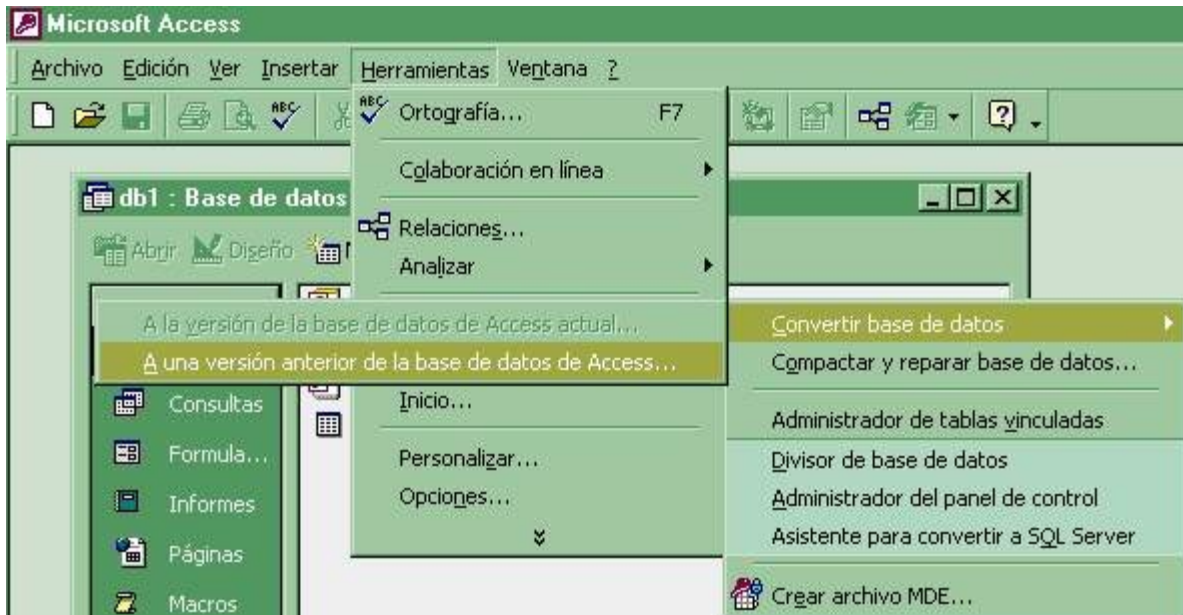 Microsoft Access
Archivo Edición Ver Insertar Herramientas Ventana ?
ABC
ABC Ortografía... F7
Colaboración en línea
db1 : Base de datos
Relaciones...
Abrir Diseño
Analizar
A la versión de la base de datos de Access actual...
A una versión anterior de la base de datos de Access...
Convertir base de datos
Compactar y reparar base de datos...
Administrador de tablas vinculadas
Divisor de base de datos
Administrador del panel de control
Asistente para convertir a SQL Server
Crear archivo MDE...
Inicio...
Personalizar...
Opciones...
Consultas
Formula...
Informes
Páginas
Macros